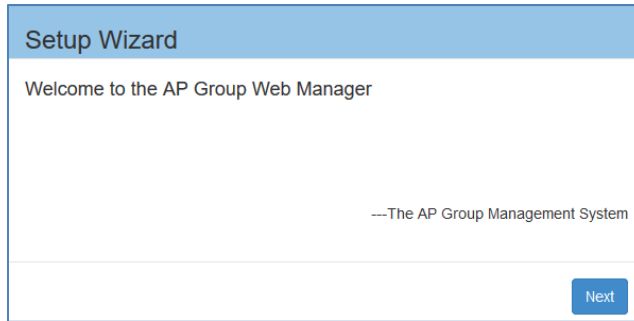 Setup Wizard
Welcome to the AP Group Web Manager
---The AP Group Management System
Next